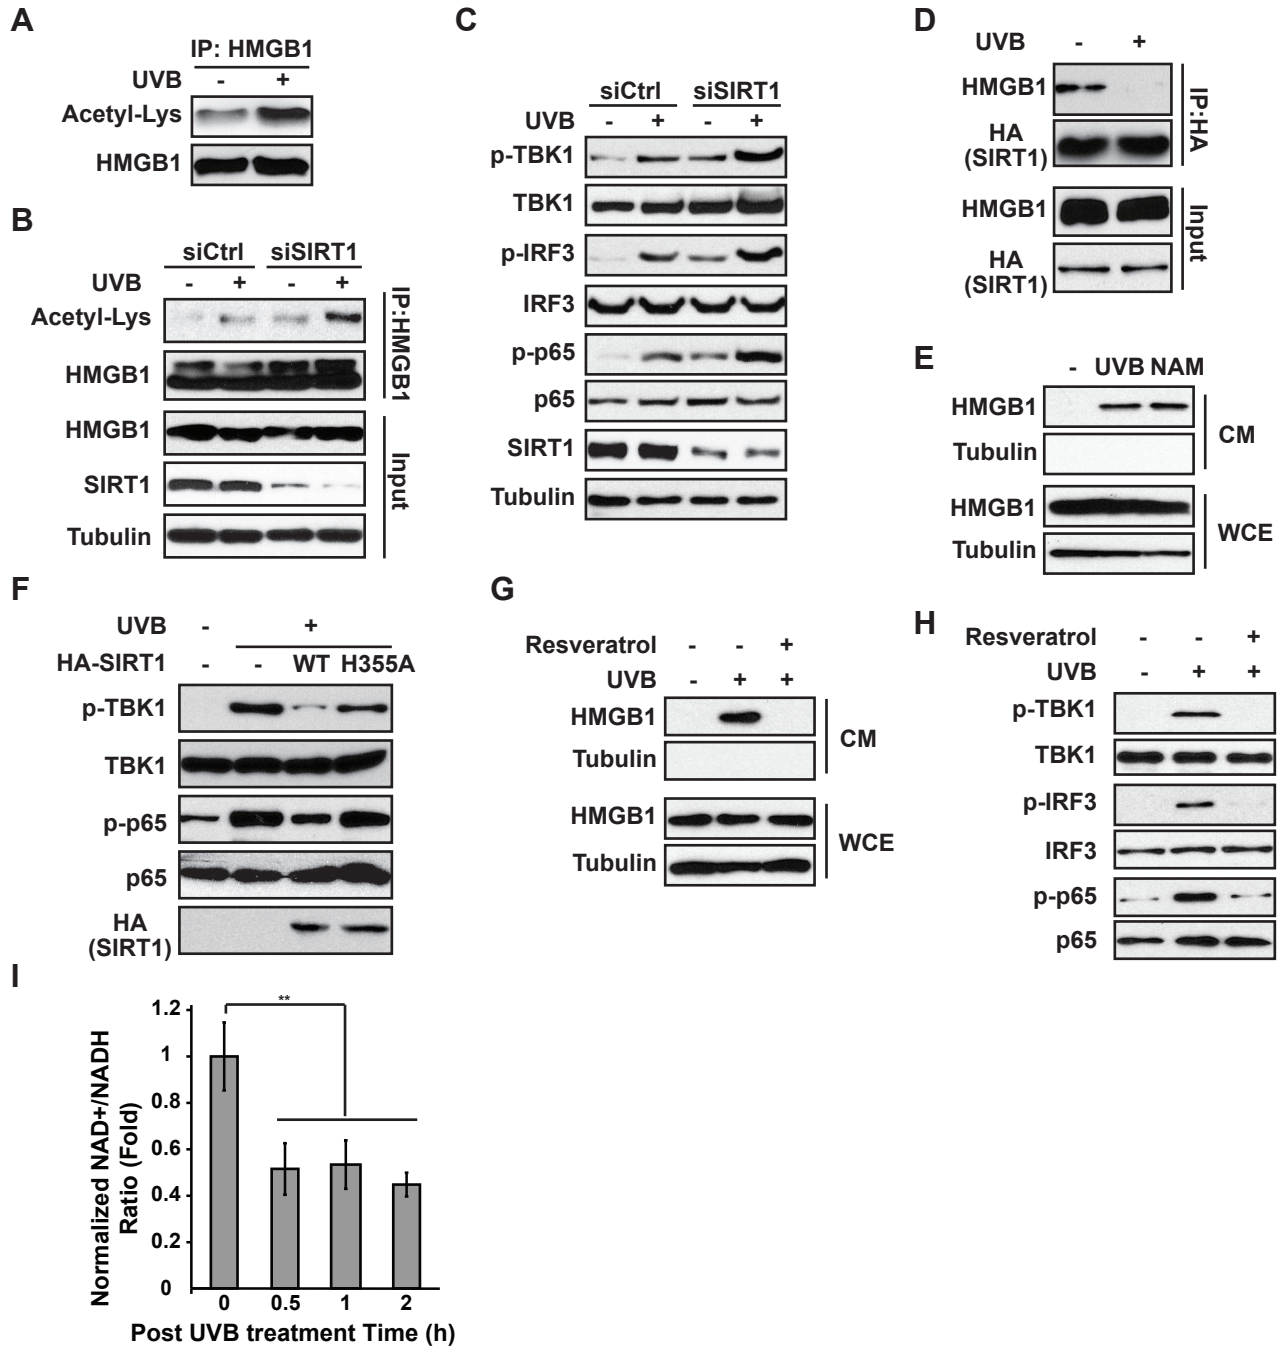 A
IP: HMGB1
UVB - +
Acetyl-Lys
HMGB1
B
siCtrl siSIRT1
UVB - + - +
Acetyl-Lys
HMGB1
IP:HMGB1
HMGB1
SIRT1
Tubulin
Input
C
siCtrl siSIRT1
UVB - + - +
p-TBK1
TBK1
p-IRF3
IRF3
p-p65
p65
SIRT1
Tubulin
D
UVB - +
HMGB1
HA
(SIRT1)
IP:HA
HMGB1
HA
(SIRT1)
Input
E
- UVB NAM
HMGB1
Tubulin
CM
HMGB1
Tubulin
WCE
F
UVB - +
HA-SIRT1 - - WT H355A
p-TBK1
TBK1
p-p65
p65
HA
(SIRT1)
G
Resveratrol - - +
UVB - + +
HMGB1
Tubulin
CM
HMGB1
Tubulin
WCE
H
Resveratrol - - +
UVB - + +
p-TBK1
TBK1
p-IRF3
IRF3
p-p65
p65
I
Normalized NAD+/NADH
Ratio (Fold)
1.2
1
0.8
0.6
0.4
0.2
0
**
0 0.5 1 2
Post UVB treatment Time (h)